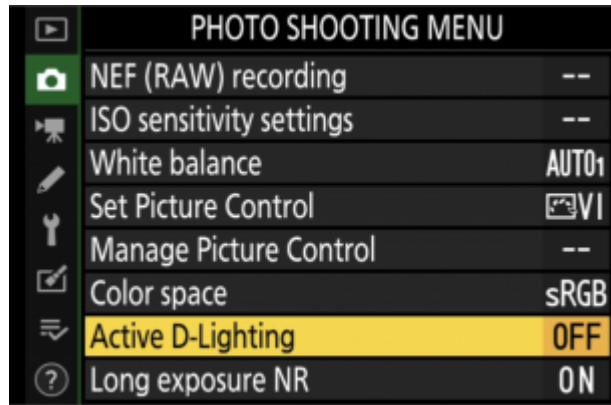 PHOTO SHOOTING MENU
NEF (RAW) recording --
ISO sensitivity settings --
White balance AUTO1
Set Picture Control VI
Manage Picture Control --
Color space sRGB
Active D-Lighting OFF
Long exposure NR ON
?